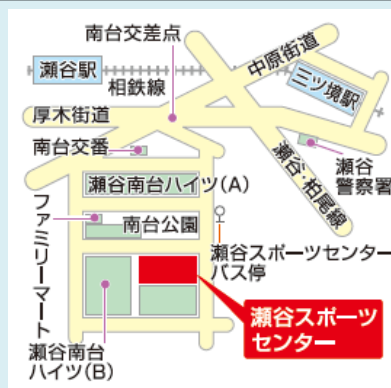 南台交差点
中原街道
瀬谷駅
相鉄線
三ツ境駅
厚木街道
南台交番
瀬谷・柏尾線
瀬谷
警察署
瀬谷南台ハイツ(A)
ファミリーマート
南台公園
瀬谷スポーツセンター
バス停
瀬谷スポーツ
センター
瀬谷南台
ハイツ(B)